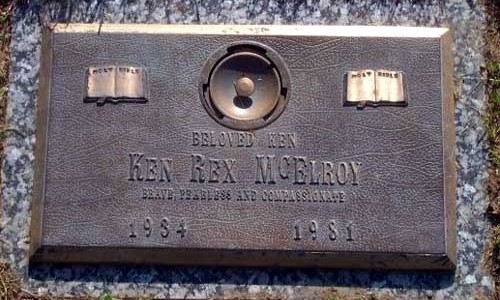 HOLY BIBLE
HOLY BIBLE
BELOVED KEN
KEN REX McELROY
BRAVE FEARLESS AND COMPASSIONATE
1934 1981